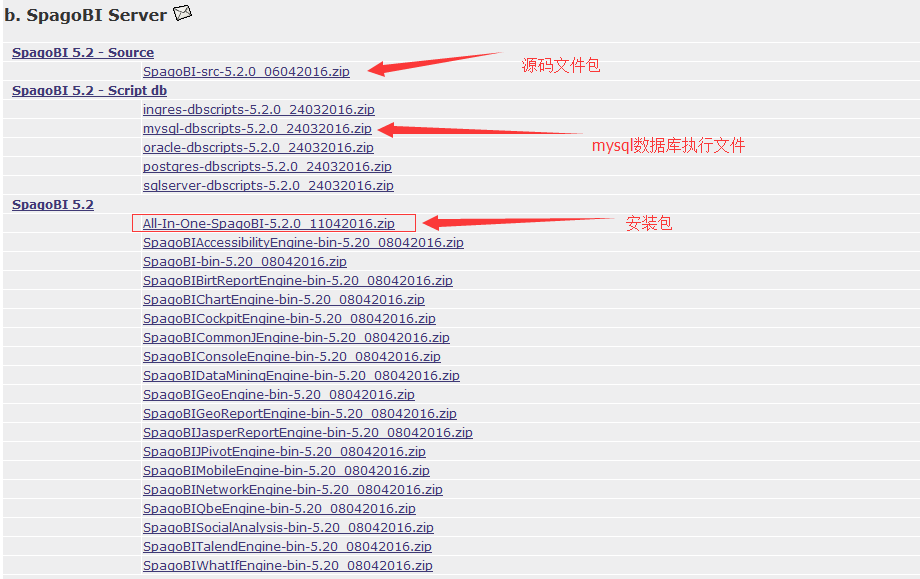 b. SpagoBI Server
SpagoBI 5.2 - Source
SpagoBI-src-5.2.0_06042016.zip
源码文件包
SpagoBI 5.2 - Script db
ingres-dbscripts-5.2.0_24032016.zip
mysql-dbscripts-5.2.0_24032016.zip
mysql数据库执行文件
oracle-dbscripts-5.2.0_24032016.zip
postgres-dbscripts-5.2.0_24032016.zip
sqlserver-dbscripts-5.2.0_24032016.zip
SpagoBI 5.2
All-In-One-SpagoBI-5.2.0_11042016.zip
安装包
SpagoBIAccessibilityEngine-bin-5.20_08042016.zip
SpagoBI-bin-5.20_08042016.zip
SpagoBIBirtReportEngine-bin-5.20_08042016.zip
SpagoBIChartEngine-bin-5.20_08042016.zip
SpagoBICockpitEngine-bin-5.20_08042016.zip
SpagoBICommonJEngine-bin-5.20_08042016.zip
SpagoBIConsoleEngine-bin-5.20_08042016.zip
SpagoBIDataMiningEngine-bin-5.20_08042016.zip
SpagoBIGeoEngine-bin-5.20_08042016.zip
SpagoBIGeoReportEngine-bin-5.20_08042016.zip
SpagoBIJasperReportEngine-bin-5.20_08042016.zip
SpagoBIJPivotEngine-bin-5.20_08042016.zip
SpagoBIMobileEngine-bin-5.20_08042016.zip
SpagoBINetworkEngine-bin-5.20_08042016.zip
SpagoBIQbeEngine-bin-5.20_08042016.zip
SpagoBISocialAnalysis-bin-5.20_08042016.zip
SpagoBITalendEngine-bin-5.20_08042016.zip
SpagoBIWhatIfEngine-bin-5.20_08042016.zip